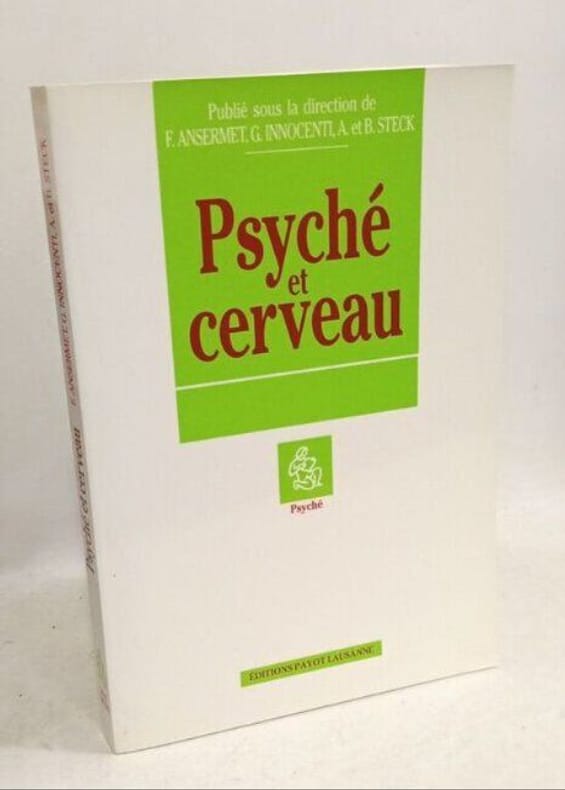 Publié sous la direction de
F. ANSERMET, G. INNOCENTI, A. et B. STECK
Psyché
et
cerveau
Psyché
EDITIONS PAYOT LAUSANNE
Psyché et cerveau F. ANSERMET, G. INNOCENTI, A. et B. STECK